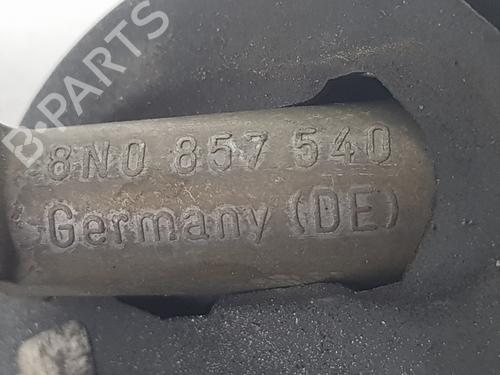 B-PARTS
8N0 857 540
Germany (DE)